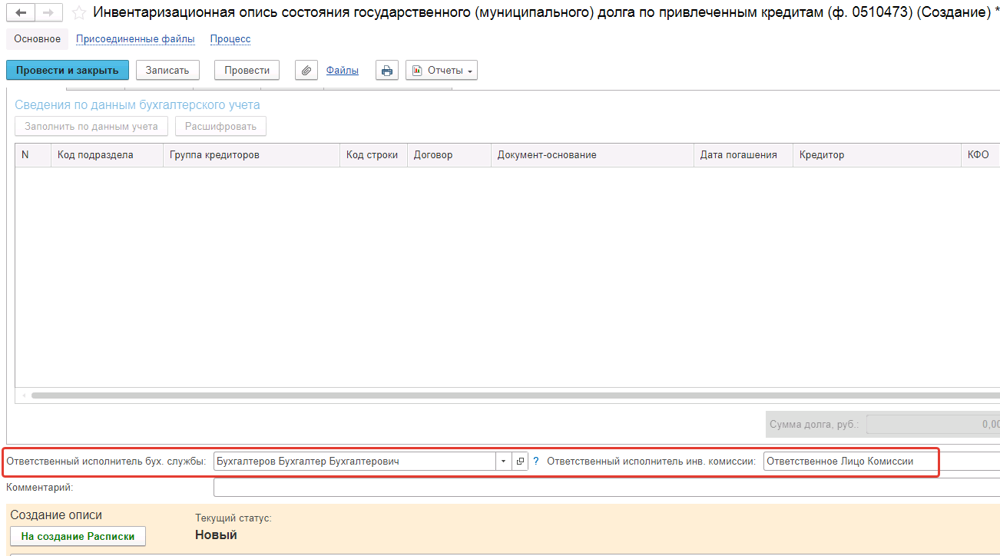 Инвентаризационная опись состояния государственного (муниципального) долга по привлеченным кредитам (ф. 0510473) (Создание) *
Основное Присоединенные файлы Процесс
Провести и закрыть Записать Провести Файлы Отчеты
Сведения по данным бухгалтерского учета
Заполнить по данным учета Расшифровать
N Код подраздела Группа кредиторов Код строки Договор Документ-основание Дата погашения Кредитор КФО
Сумма долга, руб.: 0,00
Ответственный исполнитель бух. службы: Бухгалтеров Бухгалтер Бухгалтерович ? Ответственный исполнитель инв. комиссии: Ответственное Лицо Комиссии
Комментарий:
Создание описи Текущий статус:
На создание Расписки Новый